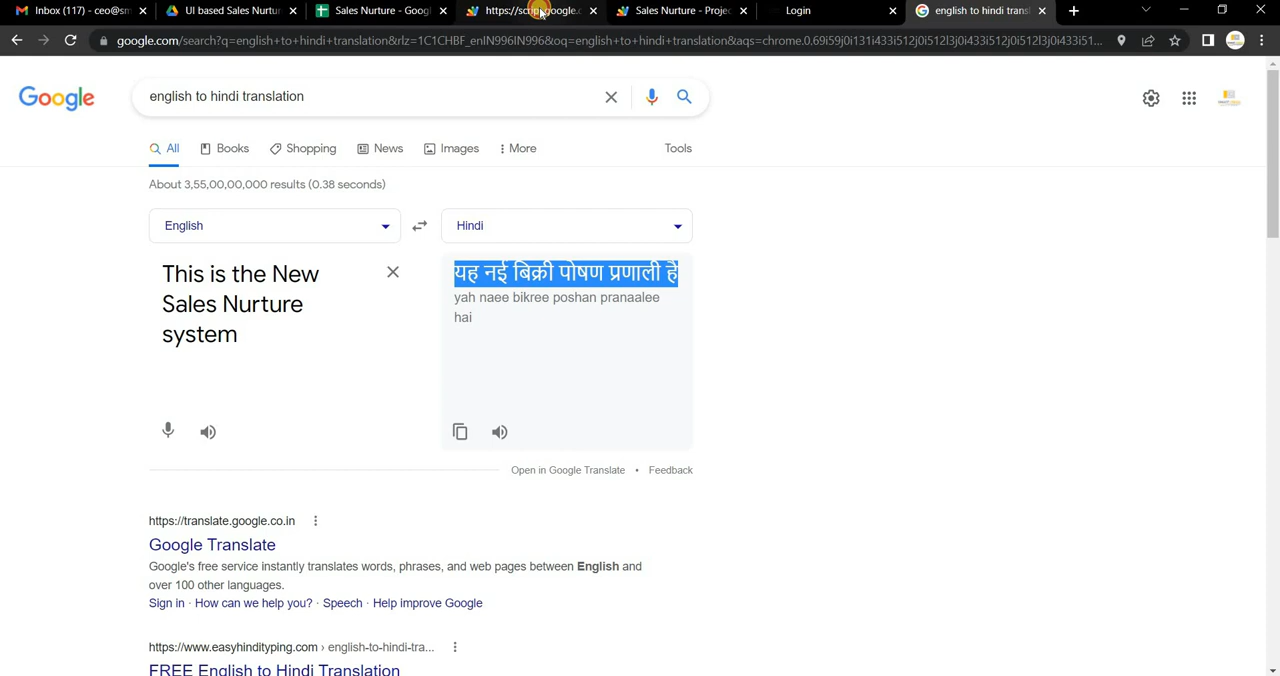 Inbox (117) - ceo@sm
UI based Sales Nurtur
Sales Nurture - Goog
https://script.google.c
Sales Nurture - Projec
Login
english to hindi trans
google.com/search?q=english+to+hindi+translation&rlz=1C1CHBF_enIN996IN996&oq=english+to+hindi+translation&aqs=chrome.0.69i59j0i131i433i512j0i512l3j0i433i512j0i512l3j0i433i51...
Google
english to hindi translation
All
Books
Shopping
News
Images
More
Tools
About 3,55,00,00,000 results (0.38 seconds)
English
Hindi
This is the New
Sales Nurture
system
यह नई बिक्री पोषण प्रणाली है
yah naee bikree poshan pranaalee
hai
Open in Google Translate • Feedback
https://translate.google.co.in
Google Translate
Google's free service instantly translates words, phrases, and web pages between English and
over 100 other languages.
Sign in · How can we help you? · Speech · Help improve Google
https://www.easyhindityping.com › english-to-hindi-tra...
FREE English to Hindi Translation